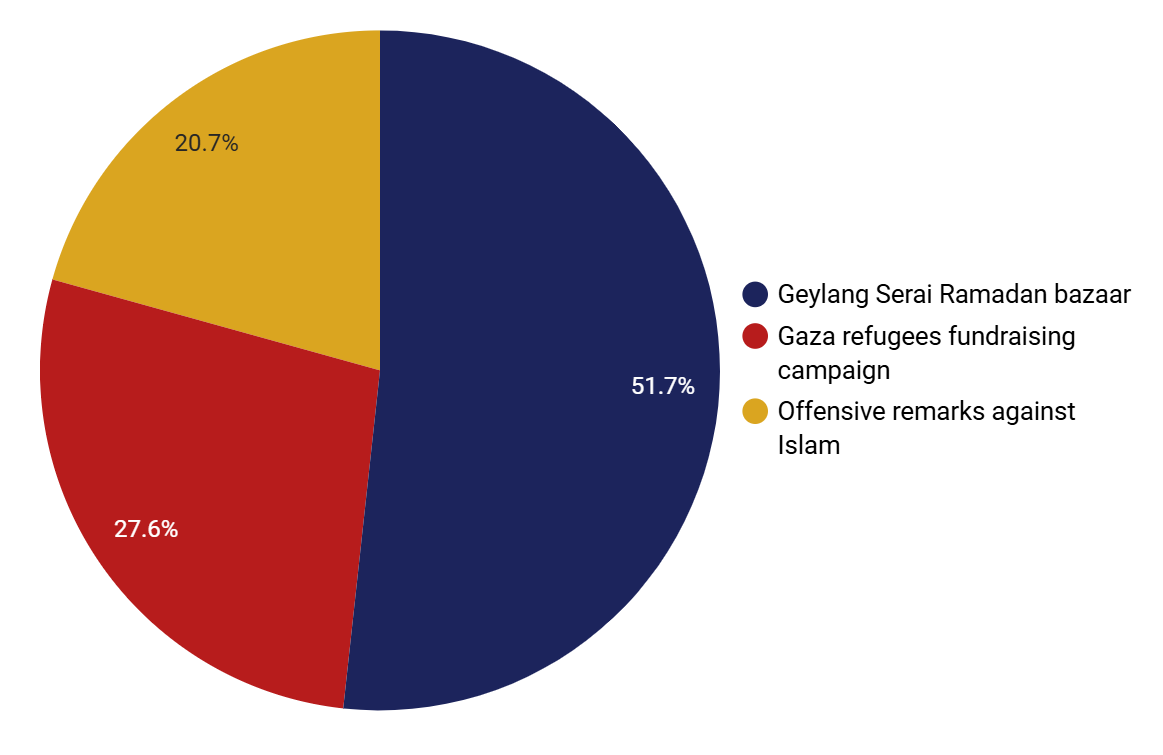 20.7%
Geylang Serai Ramadan bazaar
Gaza refugees fundraising
campaign
51.7%
Offensive remarks against
Islam
27.6%